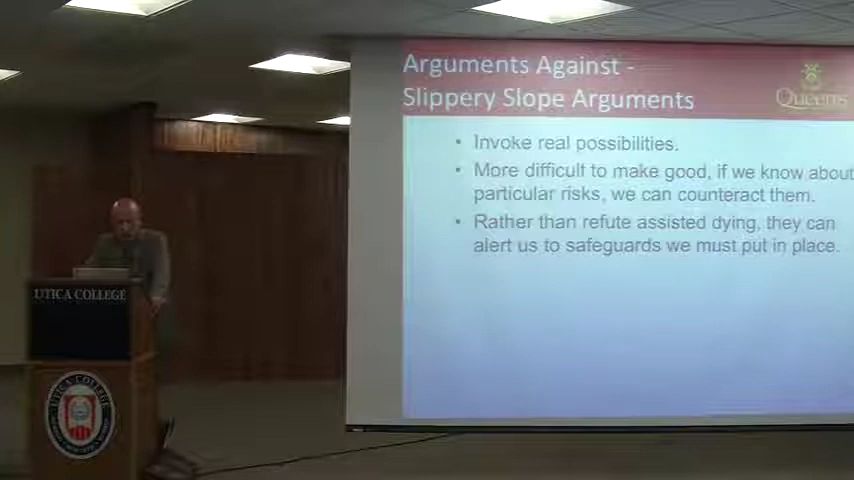 Arguments Against -
Slippery Slope Arguments
Queen's
• Invoke real possibilities.
• More difficult to make good, if we know about
particular risks, we can counteract them.
• Rather than refute assisted dying, they can
alert us to safeguards we must put in place.
UTICA COLLEGE
UTICA COLLEGE